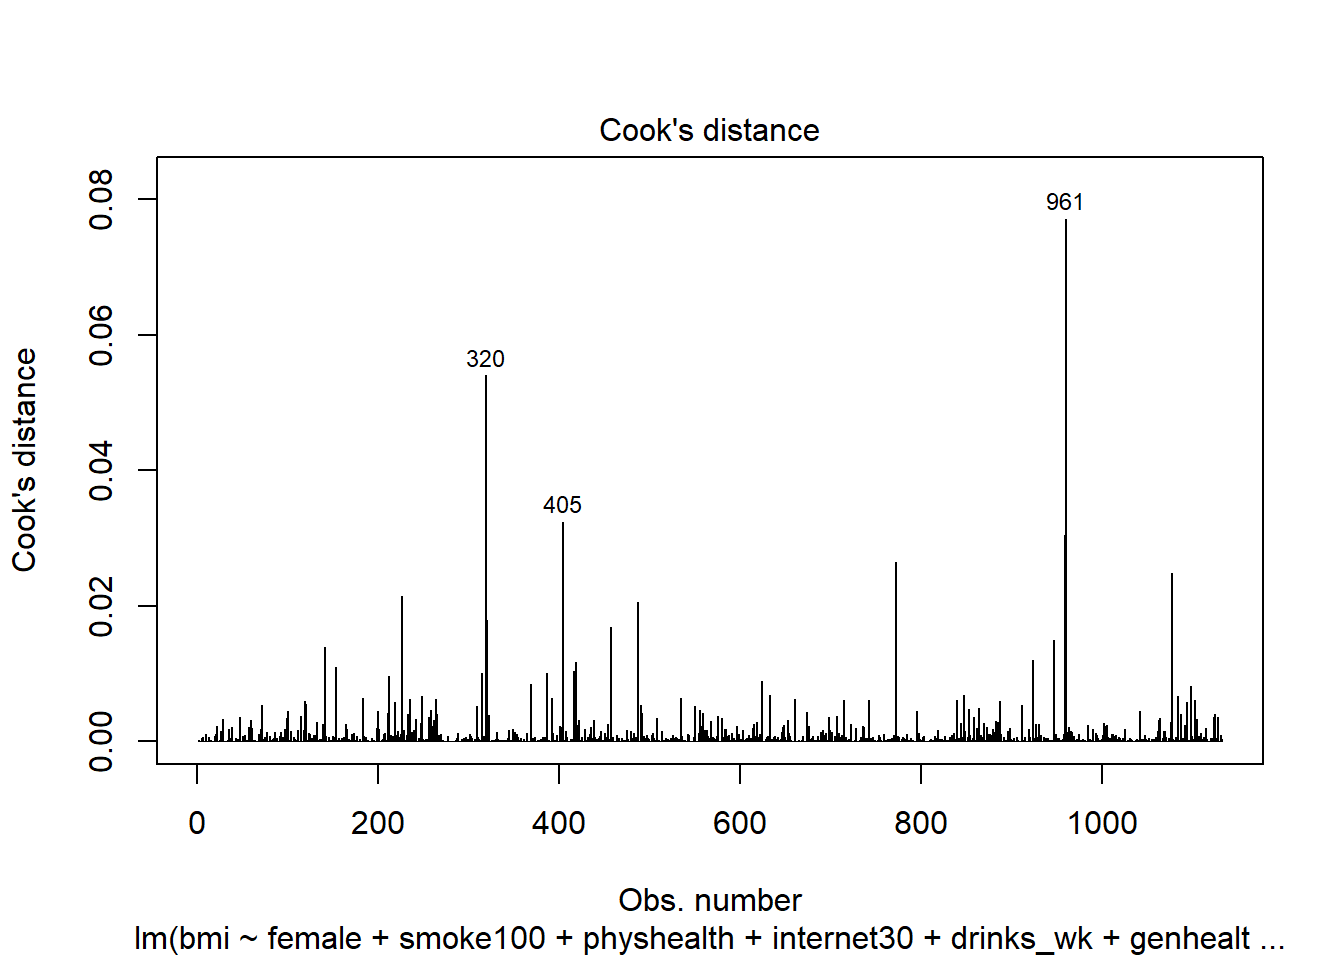 Cook's distance
961
320
405
0.08
0.06
0.04
0.02
0.00
Cook's distance
0 200 400 600 800 1000
Obs. number
lm(bmi ~ female + smoke100 + physhealth + internet30 + drinks_wk + genhealt ...